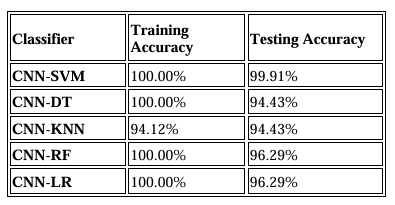 Classifier Training Accuracy Testing Accuracy
CNN-SVM 100.00% 99.91%
CNN-DT 100.00% 94.43%
CNN-KNN 94.12% 94.43%
CNN-RF 100.00% 96.29%
CNN-LR 100.00% 96.29%